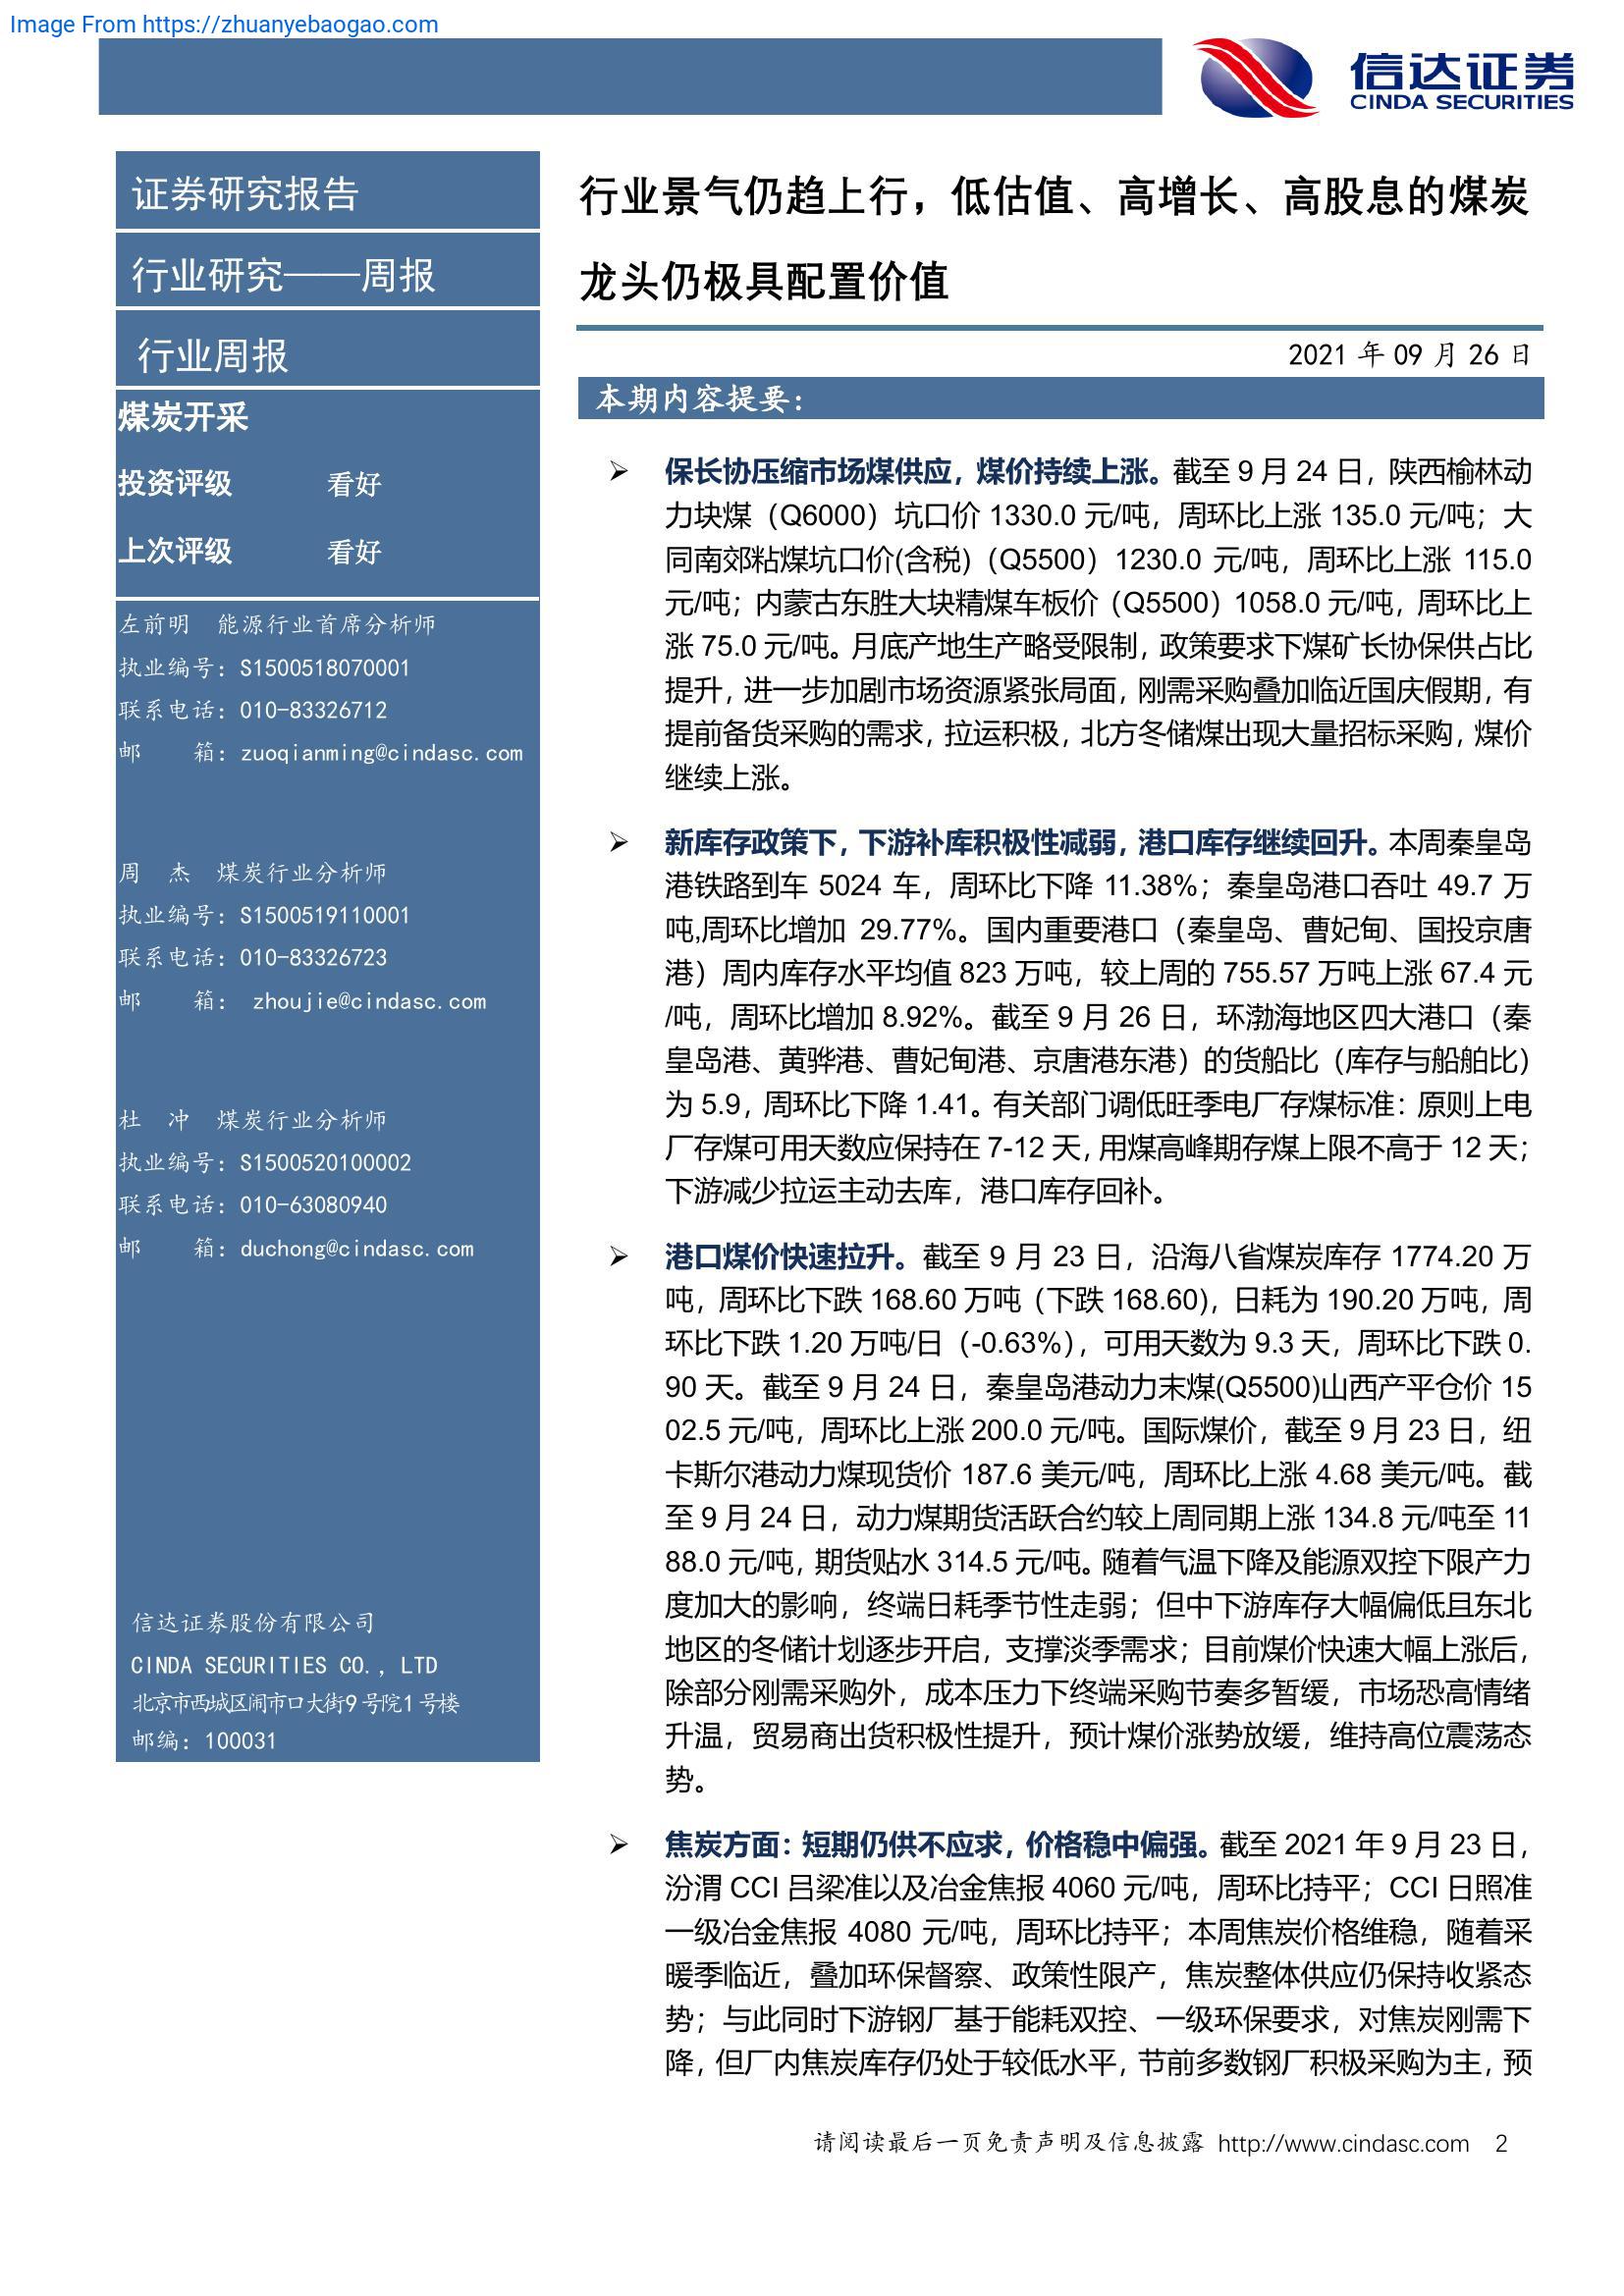 Image From https://zhuanyebaogao.com
信达证券
CINDA SECURITIES
证券研究报告
行业研究——周报
行业周报
煤炭开采
投资评级 看好
上次评级 看好
左前明 能源行业首席分析师
执业编号：S1500518070001
联系电话：010-83326712
邮 箱：zuoqianming@cindasc.com
周 杰 煤炭行业分析师
执业编号：S1500519110001
联系电话：010-83326723
邮 箱： zhoujie@cindasc.com
杜 冲 煤炭行业分析师
执业编号：S1500520100002
联系电话：010-63080940
邮 箱：duchong@cindasc.com
信达证券股份有限公司
CINDA SECURITIES CO.，LTD
北京市西城区闹市口大街9号院1号楼
邮编：100031
行业景气仍趋上行，低估值、高增长、高股息的煤炭
龙头仍极具配置价值
2021 年 09 月 26 日
本期内容提要：
➢ 保长协压缩市场煤供应，煤价持续上涨。截至 9 月 24 日，陕西榆林动
力块煤（Q6000）坑口价 1330.0 元/吨，周环比上涨 135.0 元/吨；大
同南郊粘煤坑口价(含税)（Q5500）1230.0 元/吨，周环比上涨 115.0
元/吨；内蒙古东胜大块精煤车板价（Q5500）1058.0 元/吨，周环比上
涨 75.0 元/吨。月底产地生产略受限制，政策要求下煤矿长协保供占比
提升，进一步加剧市场资源紧张局面，刚需采购叠加临近国庆假期，有
提前备货采购的需求，拉运积极，北方冬储煤出现大量招标采购，煤价
继续上涨。
➢ 新库存政策下，下游补库积极性减弱，港口库存继续回升。本周秦皇岛
港铁路到车 5024 车，周环比下降 11.38%；秦皇岛港口吞吐 49.7 万
吨,周环比增加 29.77%。国内重要港口（秦皇岛、曹妃甸、国投京唐
港）周内库存水平均值 823 万吨，较上周的 755.57 万吨上涨 67.4 元
/吨，周环比增加 8.92%。截至 9 月 26 日，环渤海地区四大港口（秦
皇岛港、黄骅港、曹妃甸港、京唐港东港）的货船比（库存与船舶比）
为 5.9，周环比下降 1.41。有关部门调低旺季电厂存煤标准：原则上电
厂存煤可用天数应保持在 7-12 天，用煤高峰期存煤上限不高于 12 天；
下游减少拉运主动去库，港口库存回补。
➢ 港口煤价快速拉升。截至 9 月 23 日，沿海八省煤炭库存 1774.20 万
吨，周环比下跌 168.60 万吨（下跌 168.60），日耗为 190.20 万吨，周
环比下跌 1.20 万吨/日（-0.63%），可用天数为 9.3 天，周环比下跌 0.
90 天。截至 9 月 24 日，秦皇岛港动力末煤(Q5500)山西产平仓价 15
02.5 元/吨，周环比上涨 200.0 元/吨。国际煤价，截至 9 月 23 日，纽
卡斯尔港动力煤现货价 187.6 美元/吨，周环比上涨 4.68 美元/吨。截
至 9 月 24 日，动力煤期货活跃合约较上周同期上涨 134.8 元/吨至 11
88.0 元/吨，期货贴水 314.5 元/吨。随着气温下降及能源双控下限产力
度加大的影响，终端日耗季节性走弱；但中下游库存大幅偏低且东北
地区的冬储计划逐步开启，支撑淡季需求；目前煤价快速大幅上涨后，
除部分刚需采购外，成本压力下终端采购节奏多暂缓，市场恐高情绪
升温，贸易商出货积极性提升，预计煤价涨势放缓，维持高位震荡态
势。
➢ 焦炭方面：短期仍供不应求，价格稳中偏强。截至 2021 年 9 月 23 日，
汾渭 CCI 吕梁准以及冶金焦报 4060 元/吨，周环比持平；CCI 日照准
一级冶金焦报 4080 元/吨，周环比持平；本周焦炭价格维稳，随着采
暖季临近，叠加环保督察、政策性限产，焦炭整体供应仍保持收紧态
势；与此同时下游钢厂基于能耗双控、一级环保要求，对焦炭刚需下
降，但厂内焦炭库存仍处于较低水平，节前多数钢厂积极采购为主，预
请阅读最后一页免责声明及信息披露 http://www.cindasc.com 2